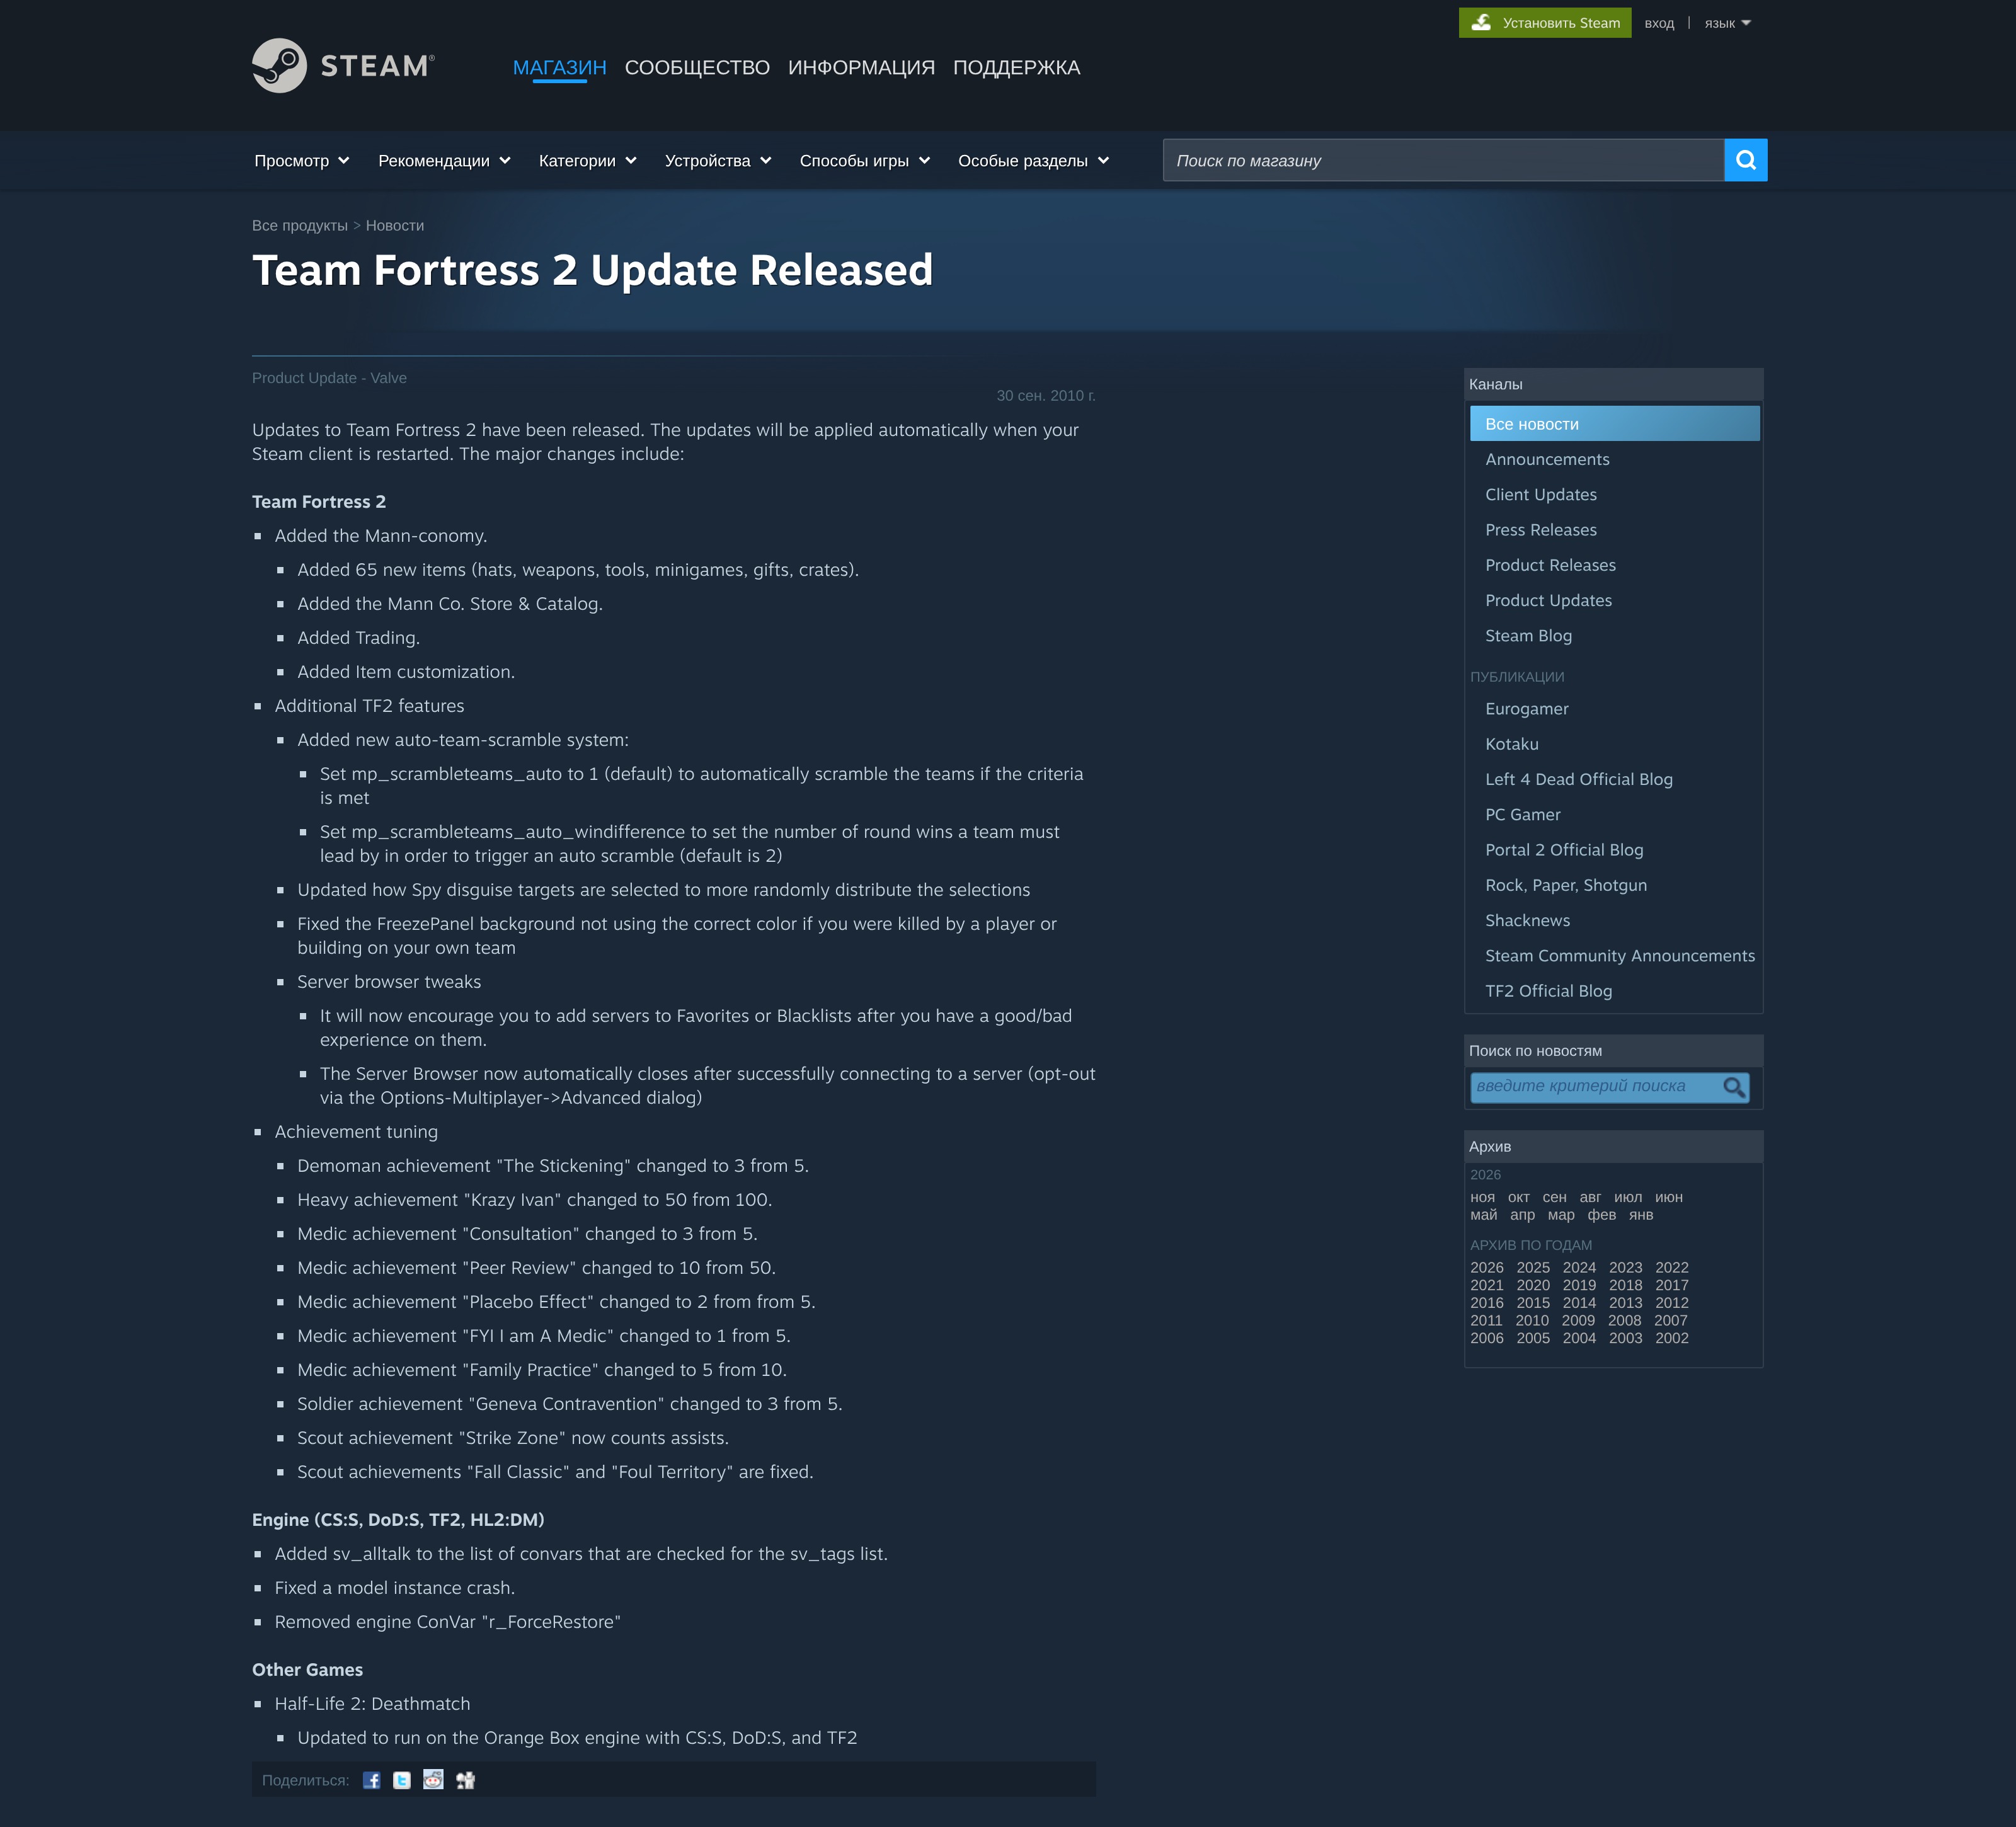 Установить Steam
вход | язык
STEAM®
МАГАЗИН СООБЩЕСТВО ИНФОРМАЦИЯ ПОДДЕРЖКА
Просмотр Рекомендации Категории Устройства Способы игры Особые разделы Поиск по магазину
Все продукты > Новости
Team Fortress 2 Update Released
Product Update - Valve
30 сен. 2010 г.
Updates to Team Fortress 2 have been released. The updates will be applied automatically when your
Steam client is restarted. The major changes include:
Team Fortress 2
Added the Mann-conomy.
Added 65 new items (hats, weapons, tools, minigames, gifts, crates).
Added the Mann Co. Store & Catalog.
Added Trading.
Added Item customization.
Additional TF2 features
Added new auto-team-scramble system:
Set mp_scrambleteams_auto to 1 (default) to automatically scramble the teams if the criteria
is met
Set mp_scrambleteams_auto_windifference to set the number of round wins a team must
lead by in order to trigger an auto scramble (default is 2)
Updated how Spy disguise targets are selected to more randomly distribute the selections
Fixed the FreezePanel background not using the correct color if you were killed by a player or
building on your own team
Server browser tweaks
It will now encourage you to add servers to Favorites or Blacklists after you have a good/bad
experience on them.
The Server Browser now automatically closes after successfully connecting to a server (opt-out
via the Options-Multiplayer->Advanced dialog)
Achievement tuning
Demoman achievement "The Stickening" changed to 3 from 5.
Heavy achievement "Krazy Ivan" changed to 50 from 100.
Medic achievement "Consultation" changed to 3 from 5.
Medic achievement "Peer Review" changed to 10 from 50.
Medic achievement "Placebo Effect" changed to 2 from from 5.
Medic achievement "FYI I am A Medic" changed to 1 from 5.
Medic achievement "Family Practice" changed to 5 from 10.
Soldier achievement "Geneva Contravention" changed to 3 from 5.
Scout achievement "Strike Zone" now counts assists.
Scout achievements "Fall Classic" and "Foul Territory" are fixed.
Engine (CS:S, DoD:S, TF2, HL2:DM)
Added sv_alltalk to the list of convars that are checked for the sv_tags list.
Fixed a model instance crash.
Removed engine ConVar "r_ForceRestore"
Other Games
Half-Life 2: Deathmatch
Updated to run on the Orange Box engine with CS:S, DoD:S, and TF2
Поделиться:
Каналы
Все новости
Announcements
Client Updates
Press Releases
Product Releases
Product Updates
Steam Blog
ПУБЛИКАЦИИ
Eurogamer
Kotaku
Left 4 Dead Official Blog
PC Gamer
Portal 2 Official Blog
Rock, Paper, Shotgun
Shacknews
Steam Community Announcements
TF2 Official Blog
Поиск по новостям
введите критерий поиска
Архив
2026
ноя окт сен авг июл июн
май апр мар фев янв
АРХИВ ПО ГОДАМ
2026 2025 2024 2023 2022
2021 2020 2019 2018 2017
2016 2015 2014 2013 2012
2011 2010 2009 2008 2007
2006 2005 2004 2003 2002